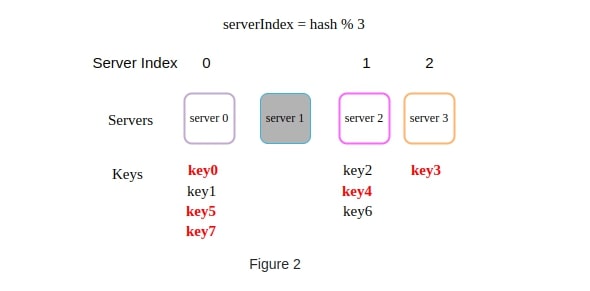 serverIndex = hash % 3
Server Index 0 1 2
Servers server 0 server 1 server 2 server 3
Keys key0 key2 key3
key1 key4
key5 key6
key7
Figure 2